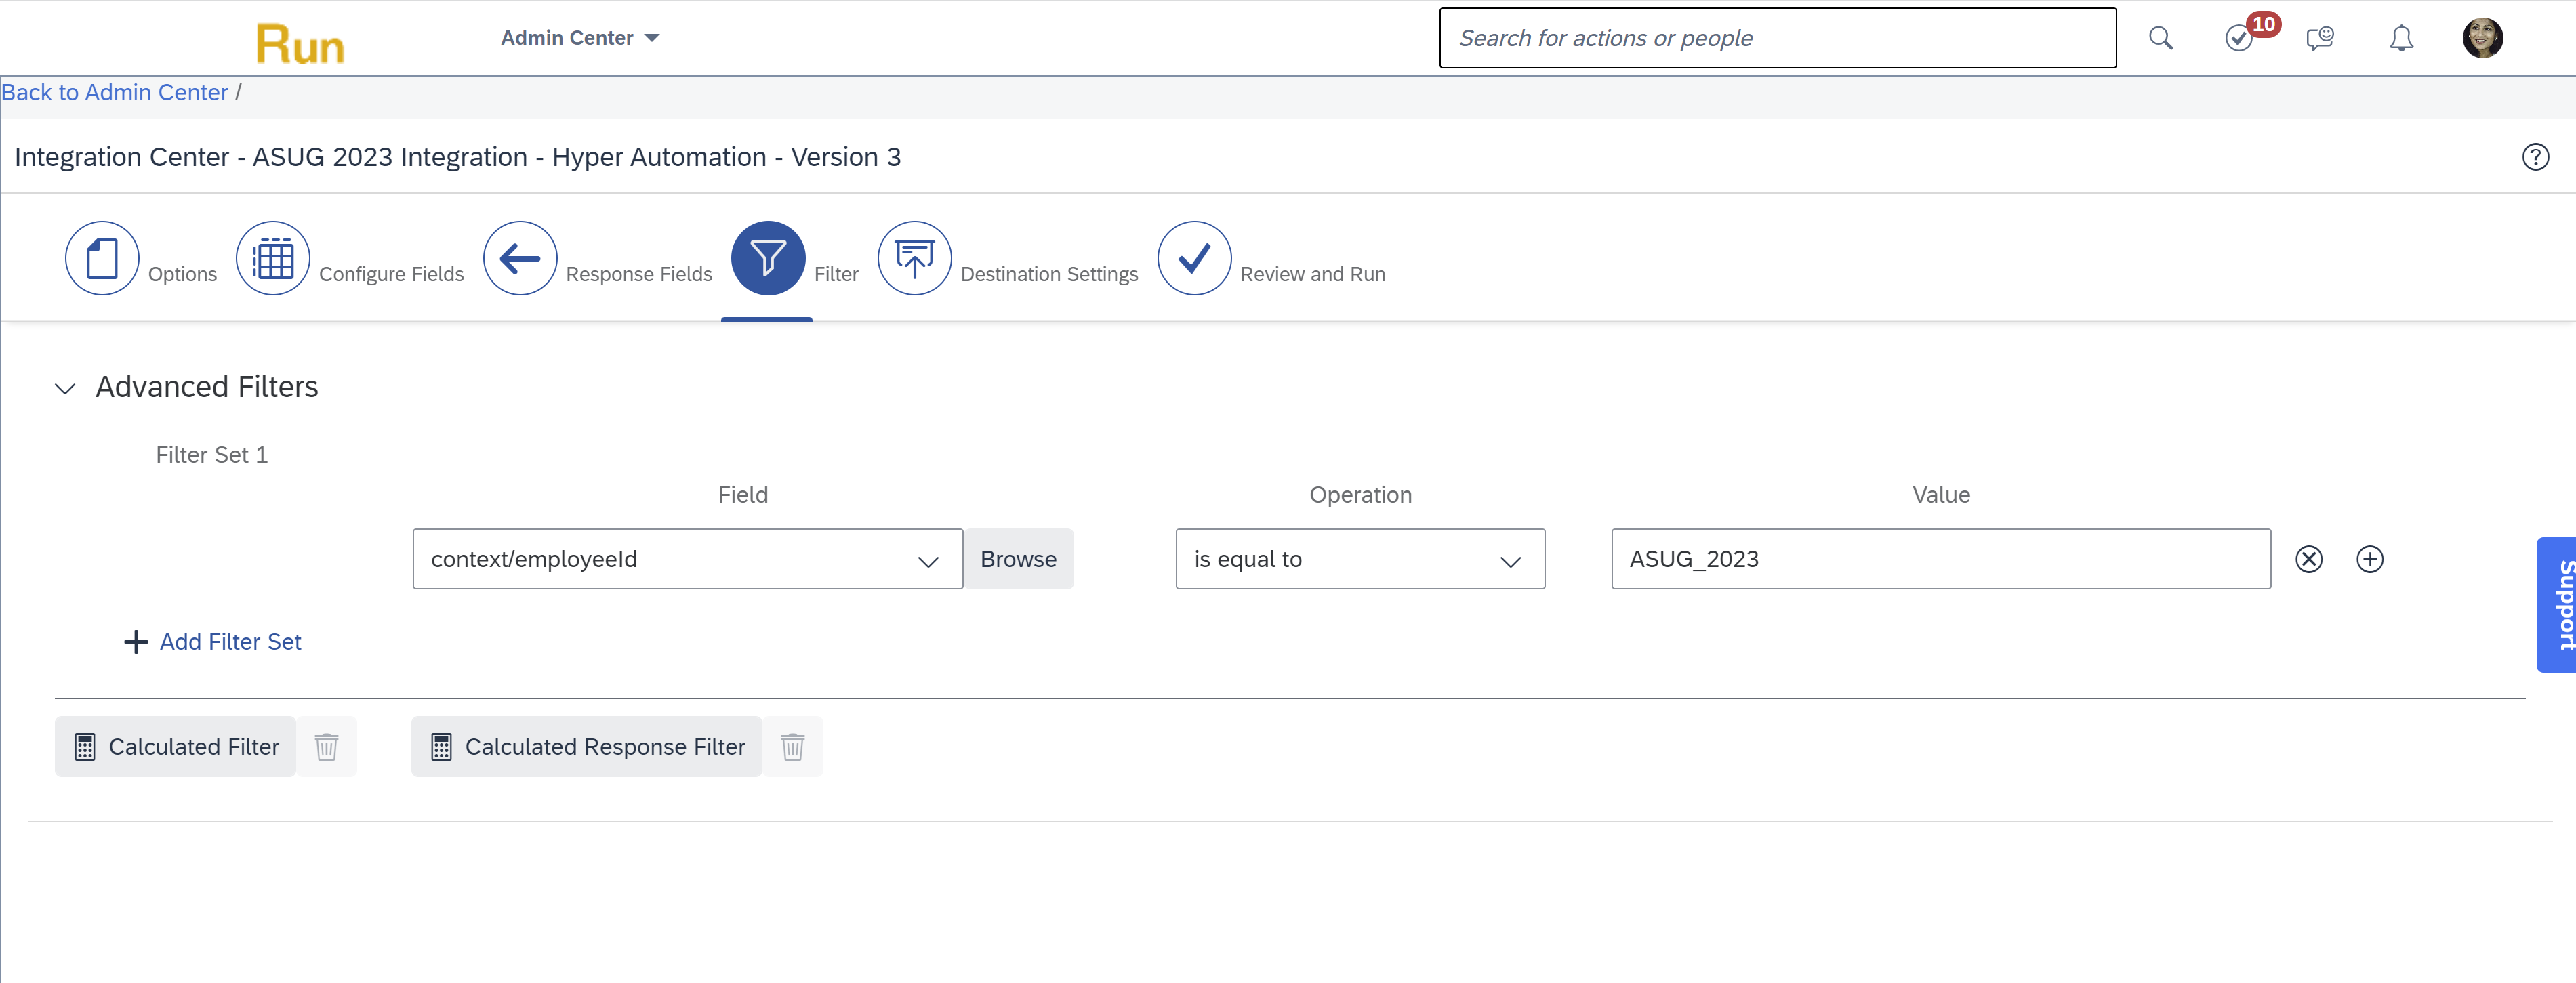 Run
Admin Center
Search for actions or people
10
Back to Admin Center /
Integration Center - ASUG 2023 Integration - Hyper Automation - Version 3
?
Options
Configure Fields
Response Fields
Filter
Destination Settings
Review and Run
Advanced Filters
Filter Set 1
Field
Operation
Value
context/employeeId
Browse
is equal to
ASUG_2023
Support
Add Filter Set
Calculated Filter
Calculated Response Filter